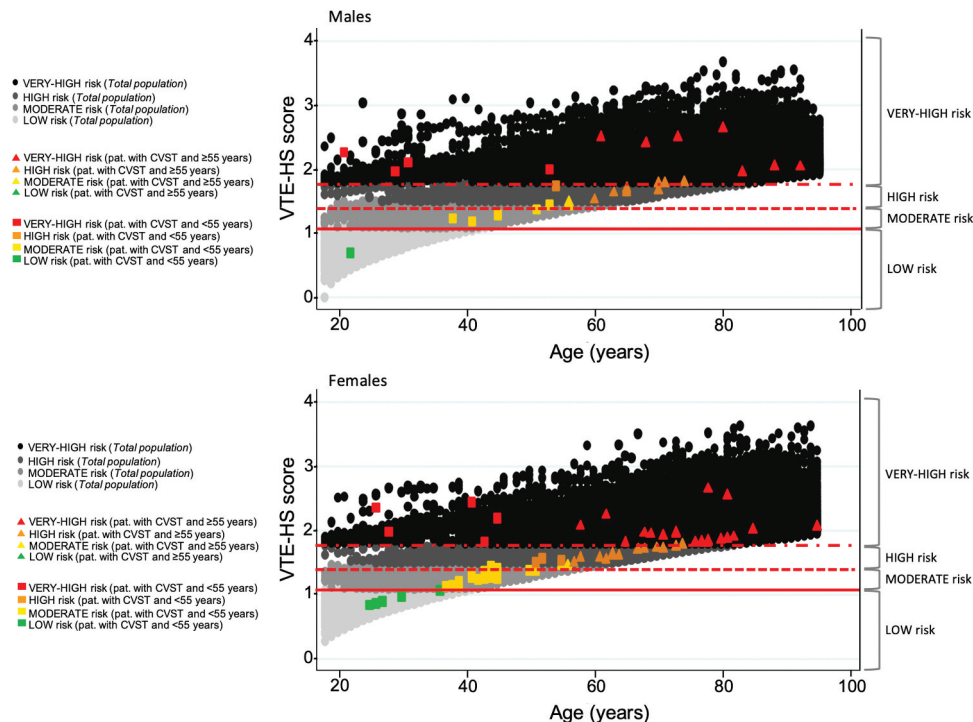 Males
VERY-HIGH risk (Total population)
HIGH risk (Total population)
MODERATE risk (Total population)
LOW risk (Total population)
VERY-HIGH risk (pat. with CVST and ≥55 years)
HIGH risk (pat. with CVST and ≥55 years)
MODERATE risk (pat. with CVST and ≥55 years)
LOW risk (pat. with CVST and ≥55 years)
VERY-HIGH risk (pat. with CVST and <55 years)
HIGH risk (pat. with CVST and <55 years)
MODERATE risk (pat. with CVST and <55 years)
LOW risk (pat. with CVST and <55 years)
VTE-HS score
4
3
2
1
0
20 40 60 80 100
Age (years)
VERY-HIGH risk
HIGH risk
MODERATE risk
LOW risk
Females
VERY-HIGH risk (Total population)
HIGH risk (Total population)
MODERATE risk (Total population)
LOW risk (Total population)
VERY-HIGH risk (pat. with CVST and ≥55 years)
HIGH risk (pat. with CVST and ≥55 years)
MODERATE risk (pat. with CVST and ≥55 years)
LOW risk (pat. with CVST and ≥55 years)
VERY-HIGH risk (pat. with CVST and <55 years)
HIGH risk (pat. with CVST and <55 years)
MODERATE risk (pat. with CVST and <55 years)
LOW risk (pat. with CVST and <55 years)
VTE-HS score
4
3
2
1
0
20 40 60 80 100
Age (years)
VERY-HIGH risk
HIGH risk
MODERATE risk
LOW risk